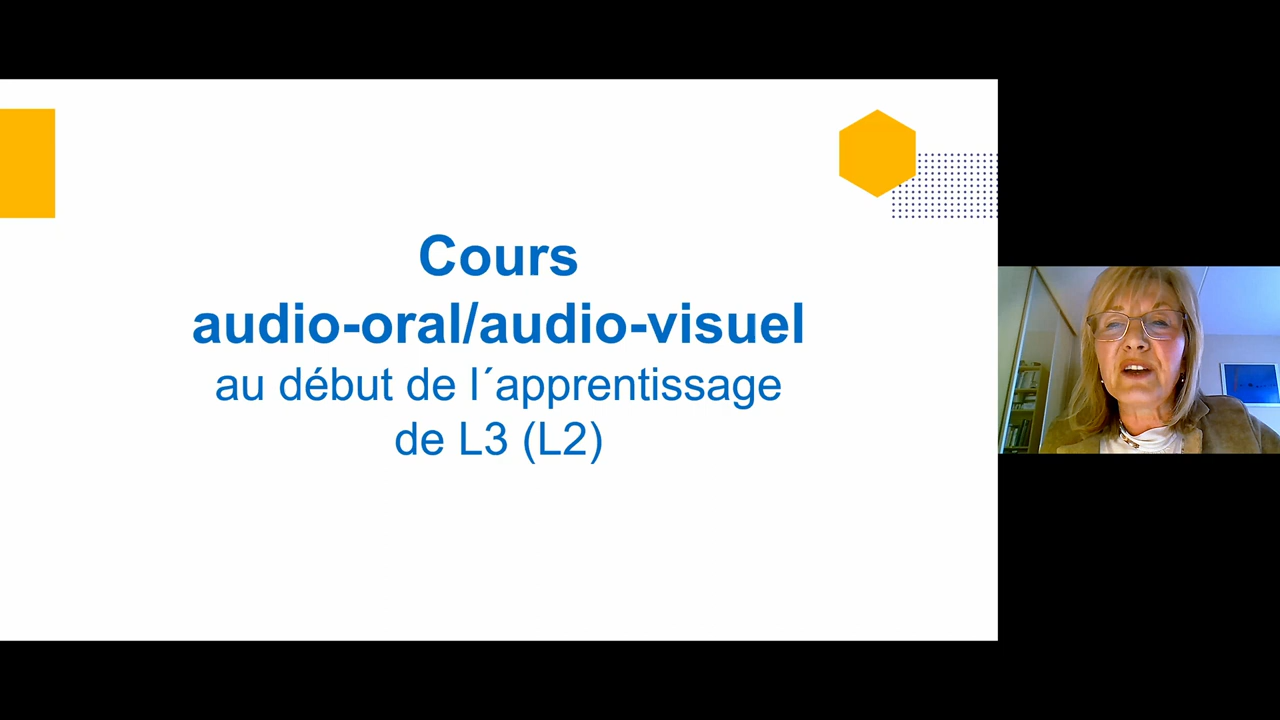 Cours
audio-oral/audio-visuel
au début de l´apprentissage
de L3 (L2)